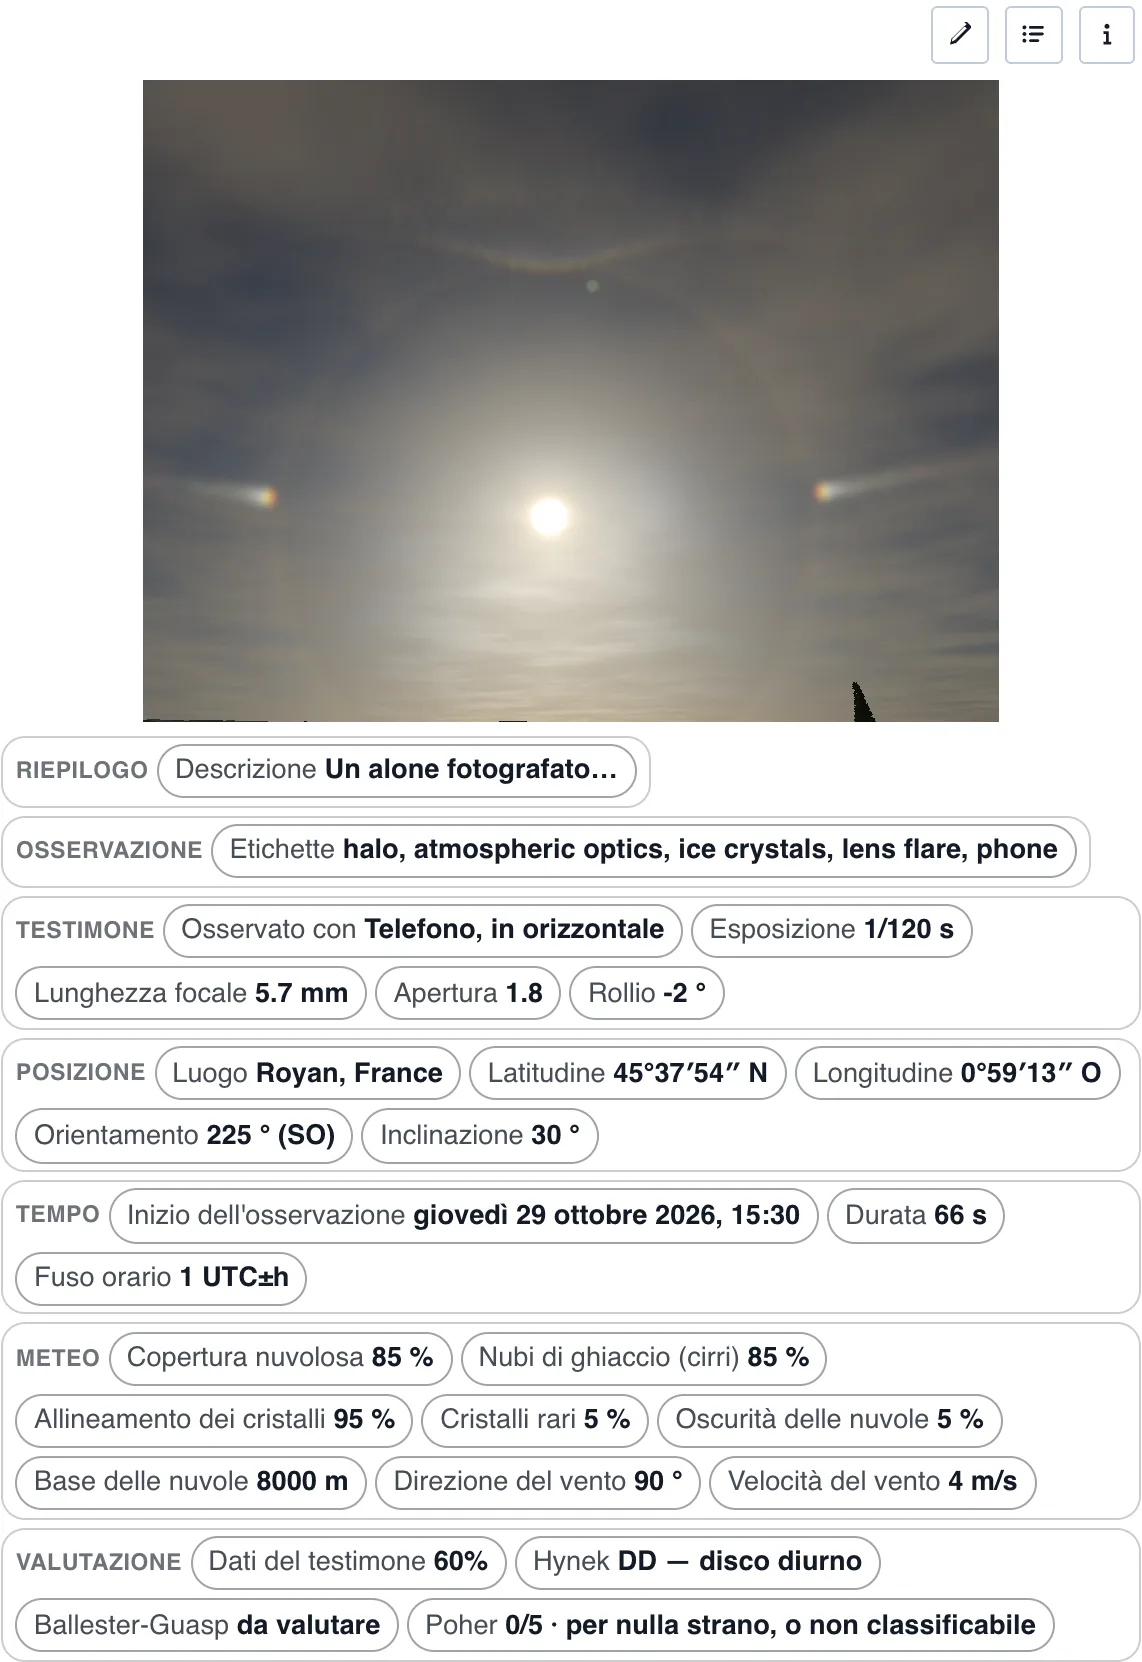 RIEPILOGO Descrizione Un alone fotografato…
OSSERVAZIONE Etichette halo, atmospheric optics, ice crystals, lens flare, phone
TESTIMONE Osservato con Telefono, in orizzontale Esposizione 1/120 s
Lunghezza focale 5.7 mm Apertura 1.8 Rollio -2 °
POSIZIONE Luogo Royan, France Latitudine 45°37′54″ N Longitudine 0°59′13″ O
Orientamento 225 ° (SO) Inclinazione 30 °
TEMPO Inizio dell'osservazione giovedì 29 ottobre 2026, 15:30 Durata 66 s
Fuso orario 1 UTC±h
METEO Copertura nuvolosa 85 % Nubi di ghiaccio (cirri) 85 %
Allineamento dei cristalli 95 % Cristalli rari 5 % Oscurità delle nuvole 5 %
Base delle nuvole 8000 m Direzione del vento 90 ° Velocità del vento 4 m/s
VALUTAZIONE Dati del testimone 60% Hynek DD — disco diurno
Ballester-Guasp da valutare Poher 0/5 · per nulla strano, o non classificabile